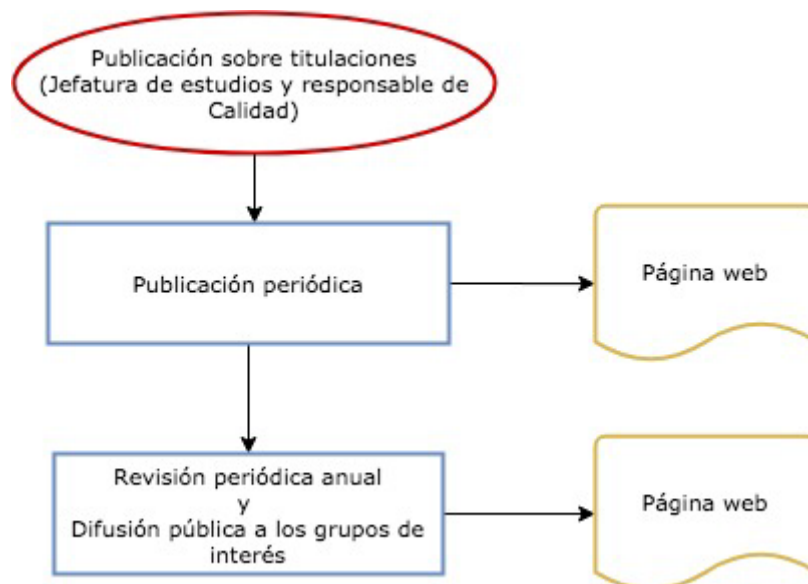 Publicación sobre titulaciones
(Jefatura de estudios y responsable de
Calidad)
Publicación periódica
Página web
Revisión periódica anual
y
Difusión pública a los grupos de
interés
Página web